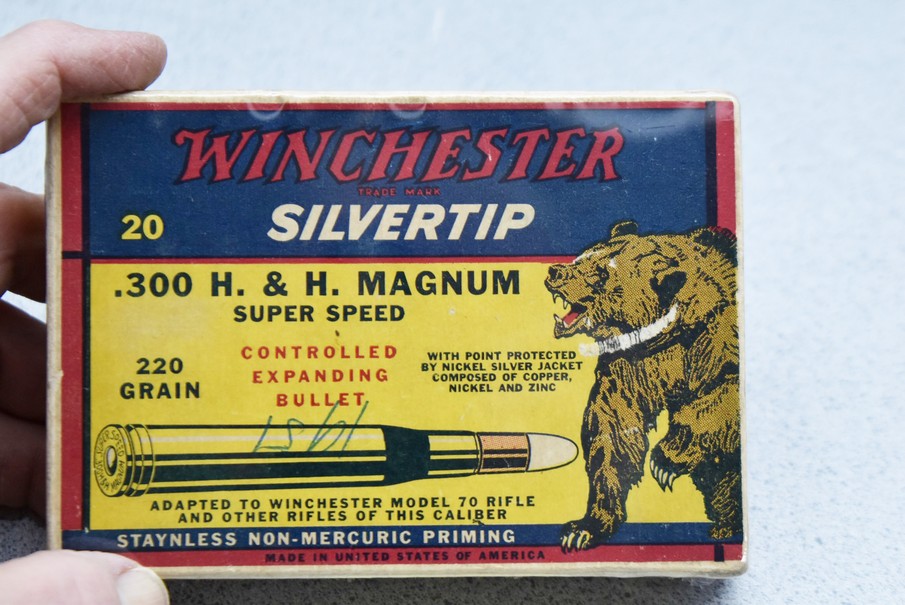 WINCHESTER
TRADE MARK
20
SILVERTIP
.300 H. & H. MAGNUM
SUPER SPEED
220
GRAIN
CONTROLLED
EXPANDING
BULLET
WITH POINT PROTECTED
BY NICKEL SILVER JACKET
COMPOSED OF COPPER,
NICKEL AND ZINC
SUPER SPEED
ADAPTED TO WINCHESTER MODEL 70 RIFLE
AND OTHER RIFLES OF THIS CALIBER
STAYNLESS NON-MERCURIC PRIMING
MADE IN UNITED STATES OF AMERICA